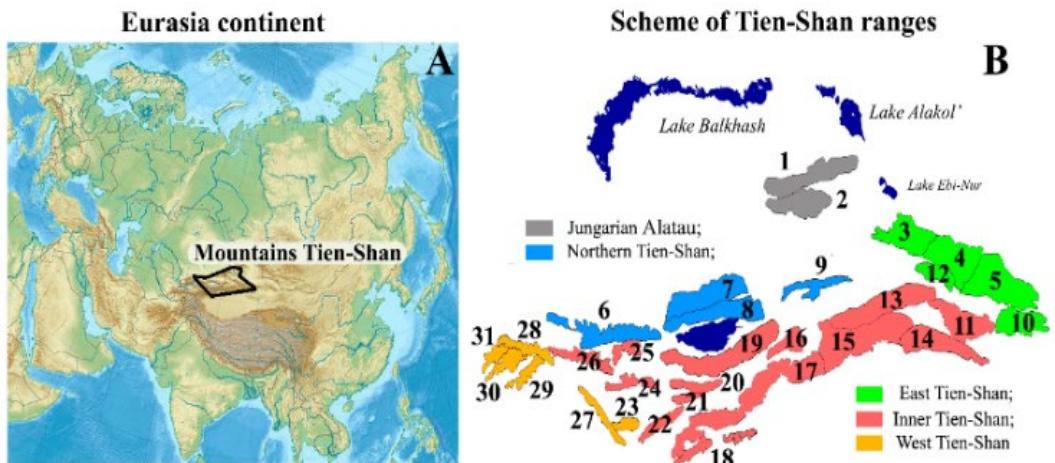 Eurasia continent
A
Mountains Tien-Shan
Scheme of Tien-Shan ranges
B
Lake Balkhash
Lake Alakol'
Lake Ebi-Nur
1
2
Jungarian Alatau;
Northern Tien-Shan;
3
4
5
12
9
7
8
6
13
10
11
14
15
16
17
19
31
28
30
29
26
25
24
20
21
27
23
22
18
East Tien-Shan;
Inner Tien-Shan;
West Tien-Shan